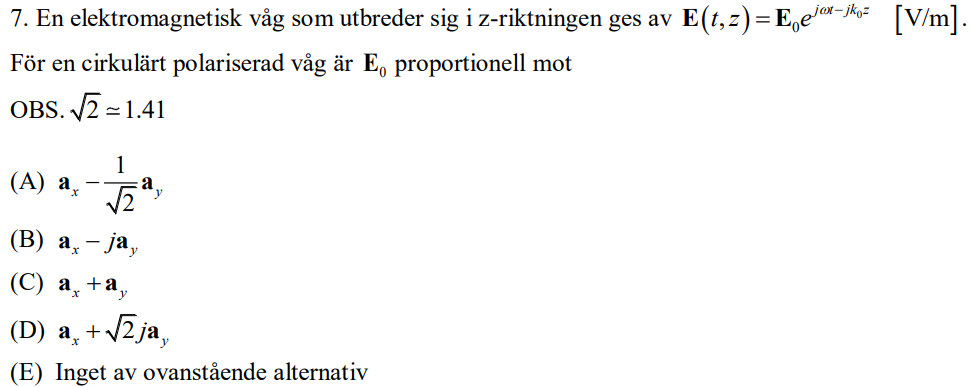 7. En elektromagnetisk våg som utbreder sig i z-riktningen ges av $\mathbf{E}(t,z)=\mathbf{E}_0 e^{j\omega t-jk_0z}$ [V/m].
För en cirkulärt polariserad våg är $\mathbf{E}_0$ proportionell mot
OBS. $\sqrt{2} \simeq 1.41$
(A) $\mathbf{a}_x - \frac{1}{\sqrt{2}}\mathbf{a}_y$
(B) $\mathbf{a}_x - j\mathbf{a}_y$
(C) $\mathbf{a}_x + \mathbf{a}_y$
(D) $\mathbf{a}_x + \sqrt{2}j\mathbf{a}_y$
(E) Inget av ovanstående alternativ